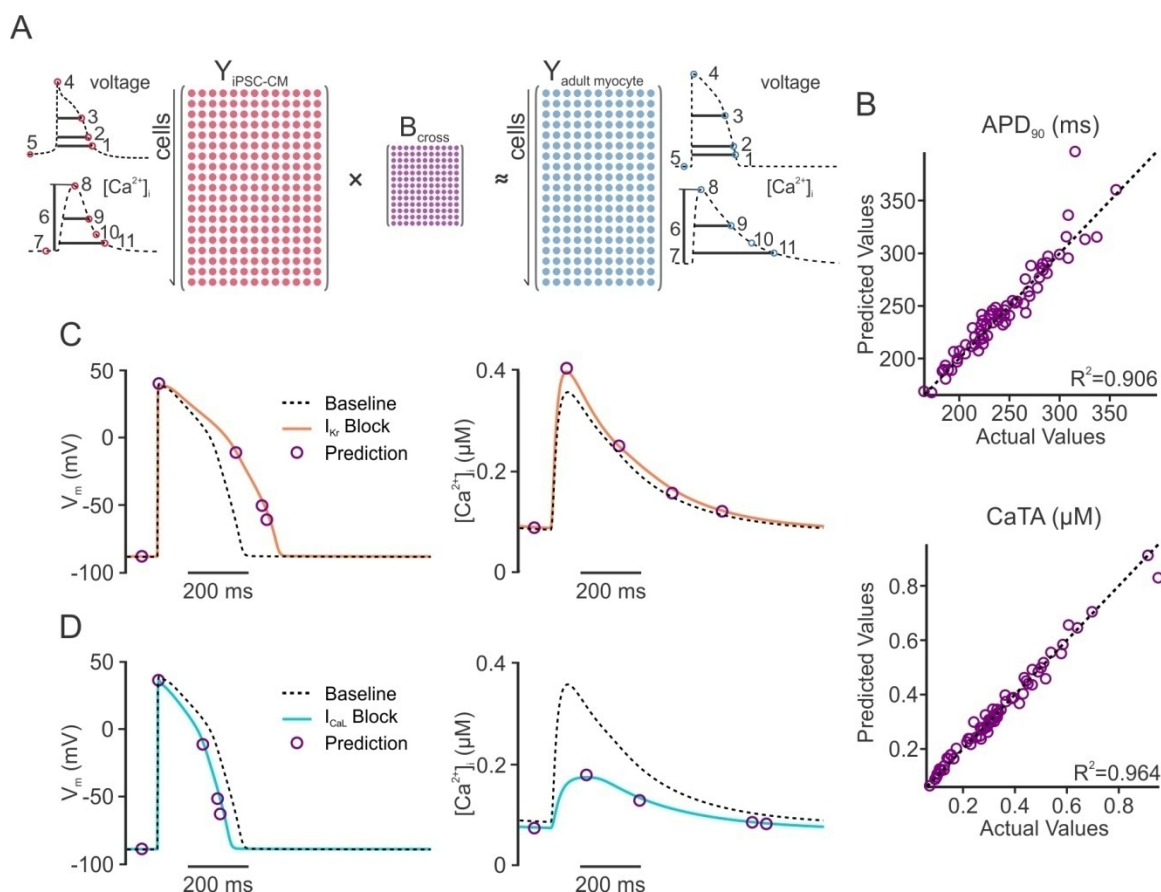 A
Y iPSC-CM
Y adult myocyte
B cross
cells
cells
×
≈
voltage
4
3
2
1
5
[Ca²⁺]ᵢ
8
6
9
10
7
11
voltage
4
3
2
1
5
[Ca²⁺]ᵢ
8
6
9
10
7
11
B
APD₉₀ (ms)
Predicted Values
350
300
250
200
R²=0.906
200 250 300 350
Actual Values
CaTA (µM)
Predicted Values
0.8
0.6
0.4
0.2
R²=0.964
0.2 0.4 0.6 0.8
Actual Values
C
Vₘ (mV)
50
0
-50
-100
Baseline
I Kr Block
Prediction
200 ms
[Ca²⁺]ᵢ (µM)
0.4
0.2
0
200 ms
D
Vₘ (mV)
50
0
-50
-100
Baseline
I CaL Block
Prediction
200 ms
[Ca²⁺]ᵢ (µM)
0.4
0.2
0
200 ms